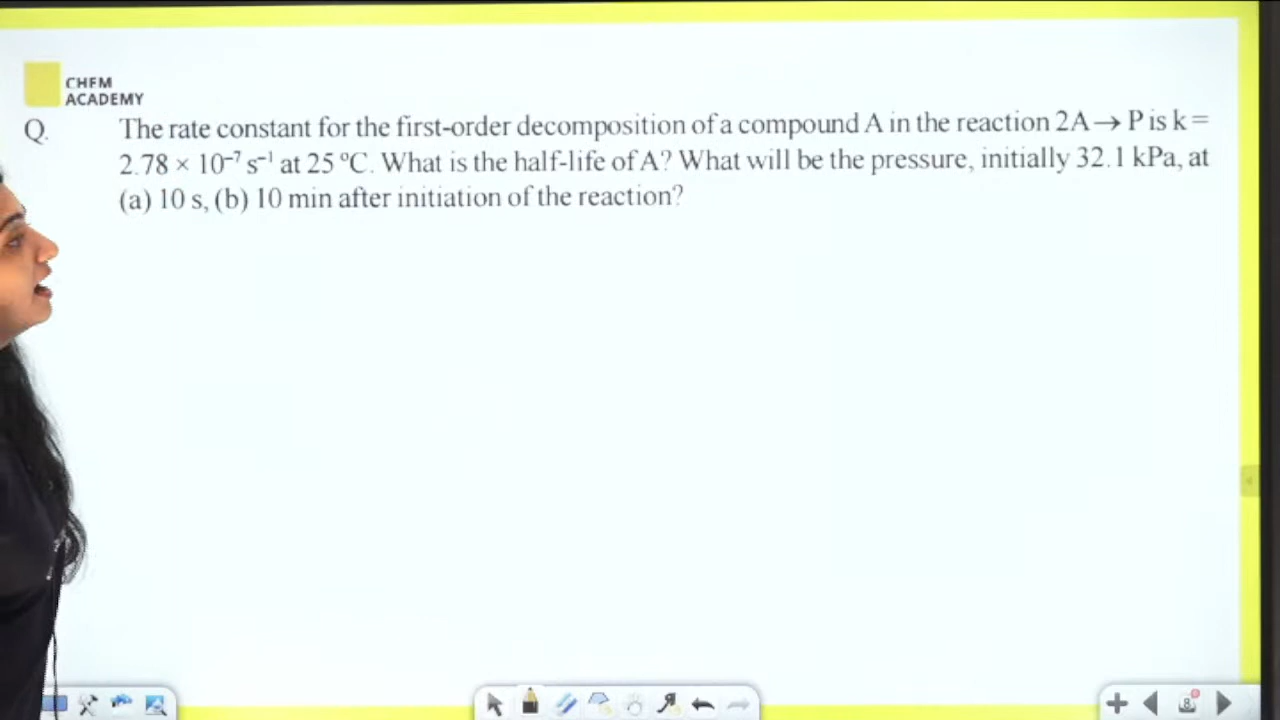 CHEM
ACADEMY
Q. The rate constant for the first-order decomposition of a compound A in the reaction 2A → P is k =
2.78 × 10⁻⁷ s⁻¹ at 25 ºC. What is the half-life of A? What will be the pressure, initially 32.1 kPa, at
(a) 10 s, (b) 10 min after initiation of the reaction?
8